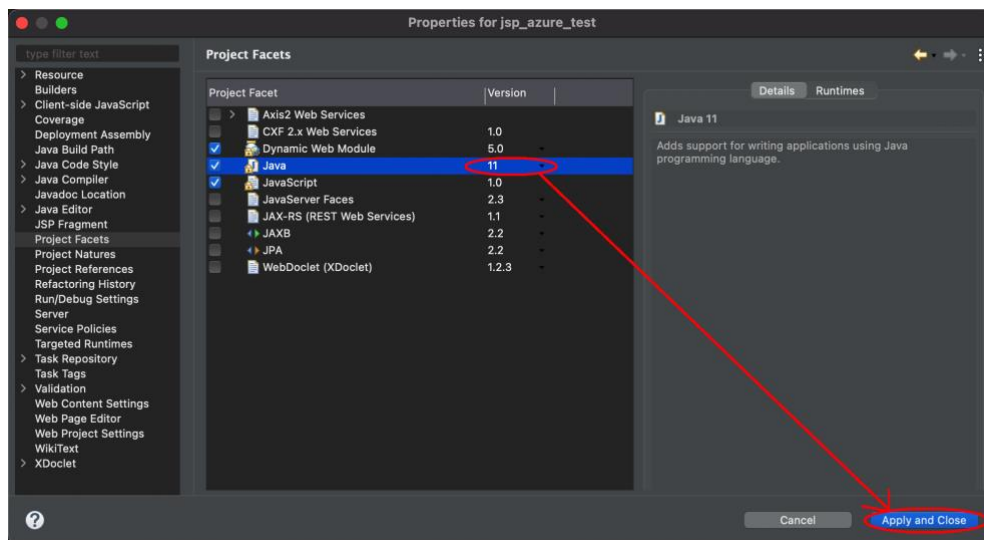 Properties for jsp_azure_test
type filter text
Resource
Builders
Client-side JavaScript
Coverage
Deployment Assembly
Java Build Path
Java Code Style
Java Compiler
Javadoc Location
Java Editor
JSP Fragment
Project Facets
Project Natures
Project References
Refactoring History
Run/Debug Settings
Server
Service Policies
Targeted Runtimes
Task Repository
Task Tags
Validation
Web Content Settings
Web Page Editor
Web Project Settings
WikiText
XDoclet
Project Facets
Project Facet Version
Axis2 Web Services
CXF 2.x Web Services 1.0
Dynamic Web Module 5.0
Java 11
JavaScript 1.0
JavaServer Faces 2.3
JAX-RS (REST Web Services) 1.1
JAXB 2.2
JPA 2.2
WebDoclet (XDoclet) 1.2.3
Details Runtimes
Java 11
Adds support for writing applications using Java
programming language.
Cancel Apply and Close